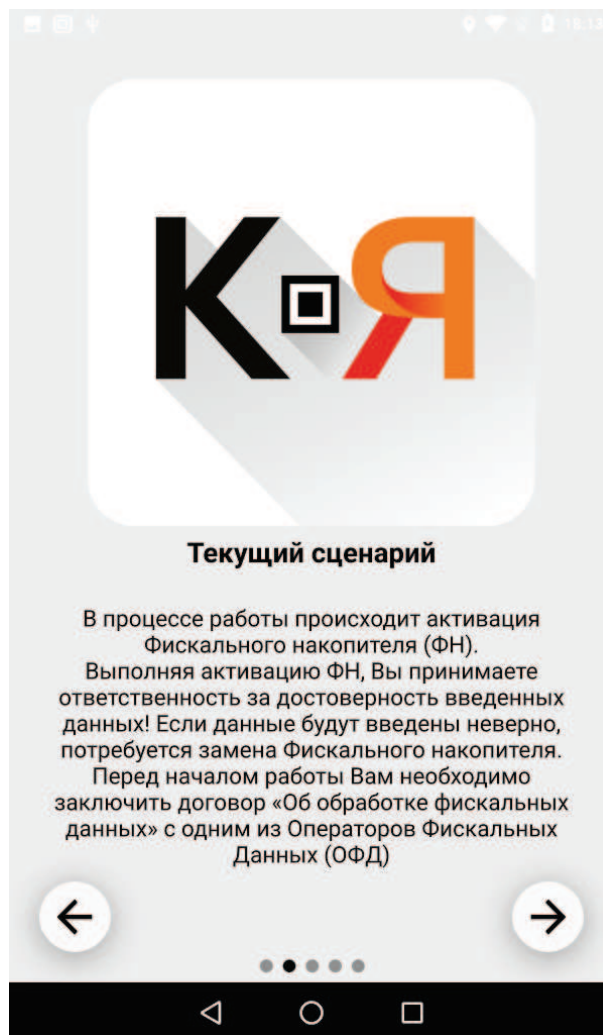 18:13
К Я
Текущий сценарий
В процессе работы происходит активация
Фискального накопителя (ФН).
Выполняя активацию ФН, Вы принимаете
ответственность за достоверность введенных
данных! Если данные будут введены неверно,
потребуется замена Фискального накопителя.
Перед началом работы Вам необходимо
заключить договор «Об обработке фискальных
данных» с одним из Операторов Фискальных
Данных (ОФД)